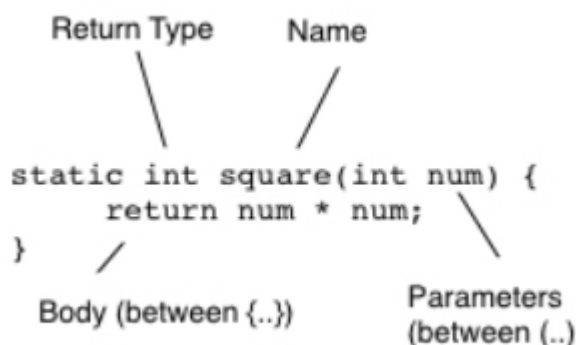 Return Type Name
static int square(int num) {
return num * num;
}
Body (between {..})
Parameters
(between (..)